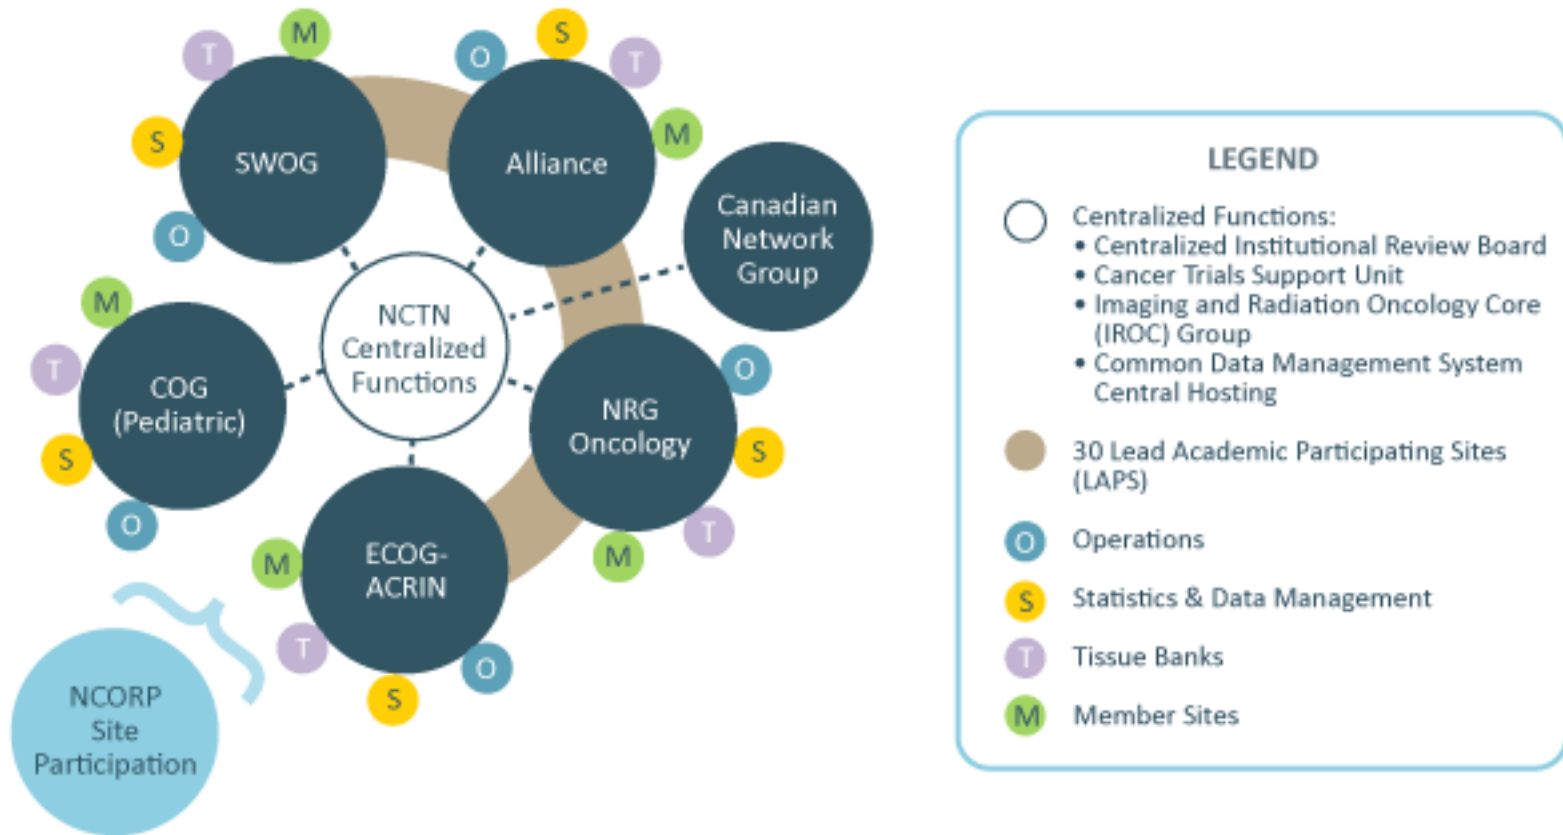 M
T
S
O
SWOG
O
S
T
M
Alliance
Canadian
Network
Group
NCTN
Centralized
Functions
M
T
S
O
COG
(Pediatric)
NRG
Oncology
O
S
T
M
ECOG-
ACRIN
M
T
S
O
NCORP
Site
Participation
LEGEND
Centralized Functions:
• Centralized Institutional Review Board
• Cancer Trials Support Unit
• Imaging and Radiation Oncology Core
(IROC) Group
• Common Data Management System
Central Hosting
30 Lead Academic Participating Sites
(LAPS)
O Operations
S Statistics & Data Management
T Tissue Banks
M Member Sites